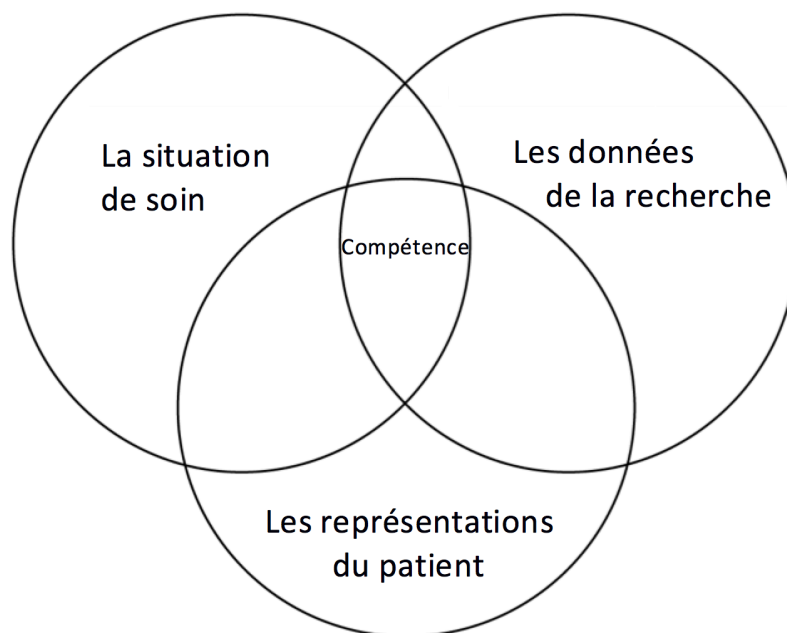 La situation
de soin
Les données
de la recherche
Compétence
Les représentations
du patient